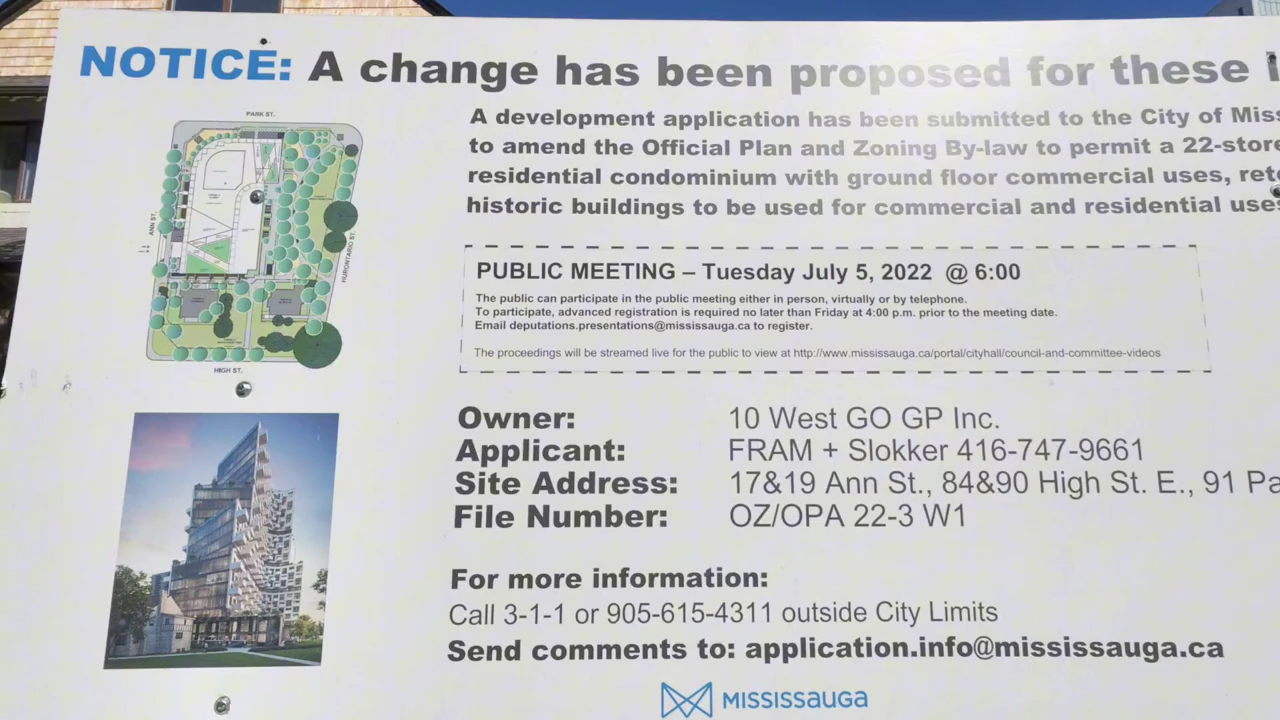 NOTICE: A change has been proposed for these
PARK ST.
ANN ST.
HURONTARIO ST.
HIGH ST.
A development application has been submitted to the City of Miss
to amend the Official Plan and Zoning By-law to permit a 22-store
residential condominium with ground floor commercial uses, ret
historic buildings to be used for commercial and residential uses
PUBLIC MEETING – Tuesday July 5, 2022 @ 6:00
The public can participate in the public meeting either in person, virtually or by telephone.
To participate, advanced registration is required no later than Friday at 4:00 p.m. prior to the meeting date.
Email deputations.presentations@mississauga.ca to register.
The proceedings will be streamed live for the public to view at http://www.mississauga.ca/portal/cityhall/council-and-committee-videos
Owner: 10 West GO GP Inc.
Applicant: FRAM + Slokker 416-747-9661
Site Address: 17&19 Ann St., 84&90 High St. E., 91 Pa
File Number: OZ/OPA 22-3 W1
For more information:
Call 3-1-1 or 905-615-4311 outside City Limits
Send comments to: application.info@mississauga.ca
MISSISSAUGA